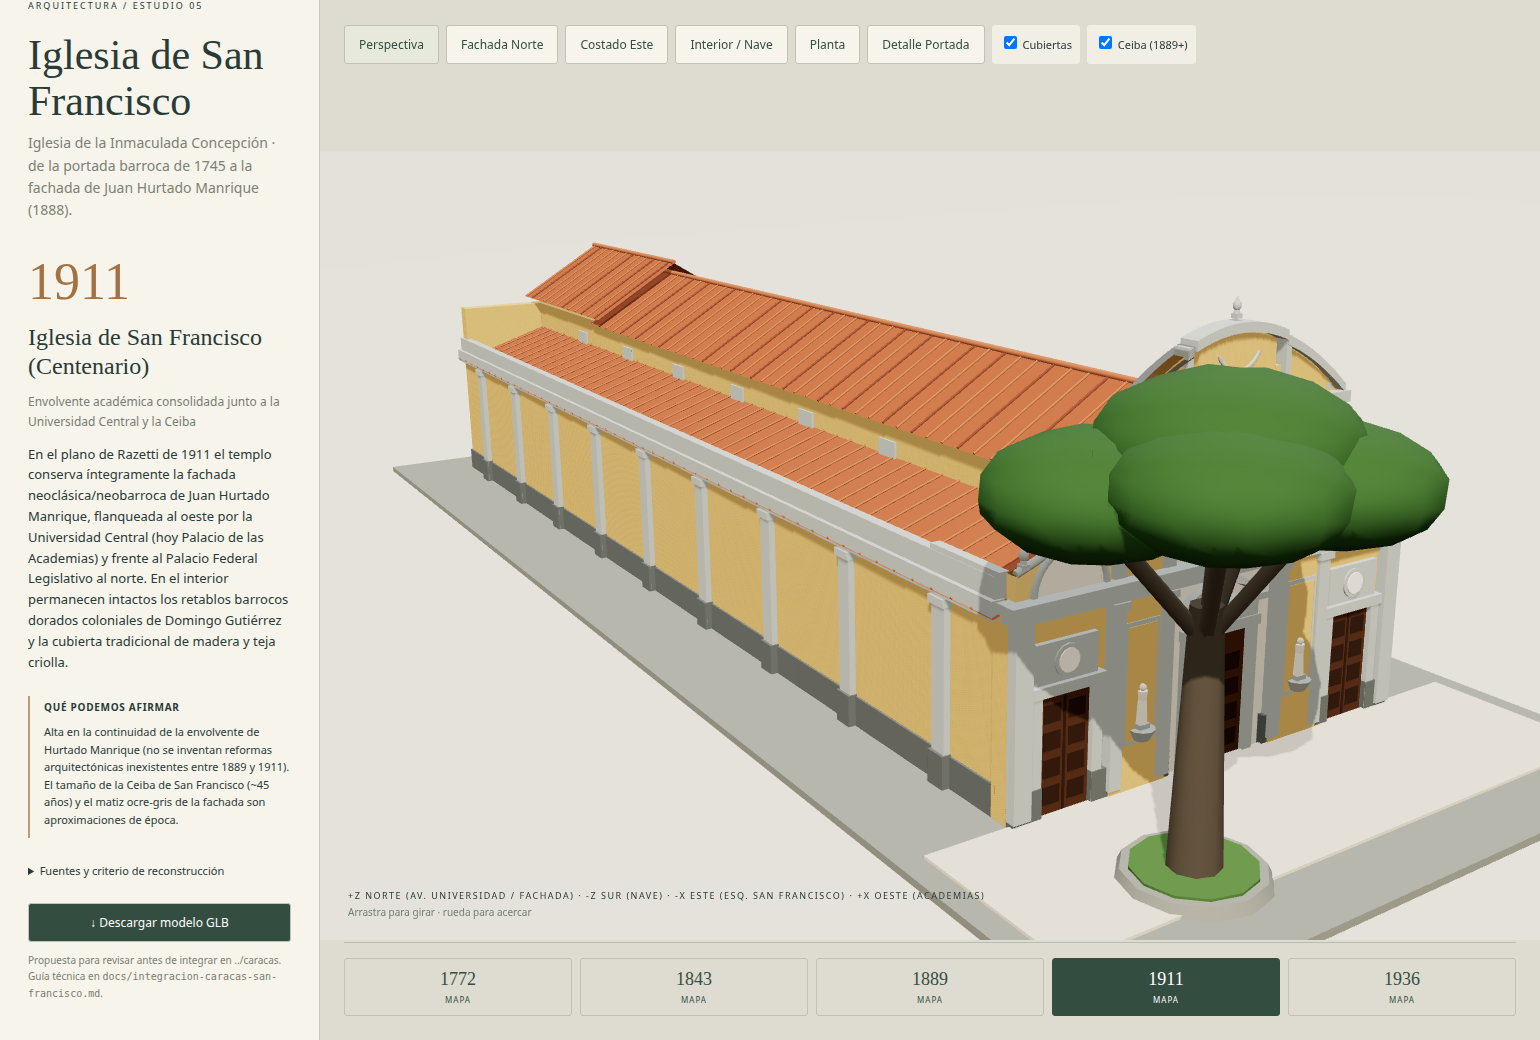 ARQUITECTURA / ESTUDIO 05
Iglesia de San
Francisco
Iglesia de la Inmaculada Concepción ·
de la portada barroca de 1745 a la
fachada de Juan Hurtado Manrique
(1888).
1911
Iglesia de San Francisco
(Centenario)
Envolvente académica consolidada junto a la
Universidad Central y la Ceiba
En el plano de Razetti de 1911 el templo
conserva íntegramente la fachada
neoclásica/neobarroca de Juan Hurtado
Manrique, flanqueada al oeste por la
Universidad Central (hoy Palacio de las
Academias) y frente al Palacio Federal
Legislativo al norte. En el interior
permanecen intactos los retablos barrocos
dorados coloniales de Domingo Gutiérrez
y la cubierta tradicional de madera y teja
criolla.
QUÉ PODEMOS AFIRMAR
Alta en la continuidad de la envolvente de
Hurtado Manrique (no se inventan reformas
arquitectónicas inexistentes entre 1889 y 1911).
El tamaño de la Ceiba de San Francisco (~45
años) y el matiz ocre-gris de la fachada son
aproximaciones de época.
▶ Fuentes y criterio de reconstrucción
↓ Descargar modelo GLB
Propuesta para revisar antes de integrar en ../caracas.
Guía técnica en docs/integracion-caracas-san-
francisco.md.
Perspectiva Fachada Norte Costado Este Interior / Nave Planta Detalle Portada Cubiertas Ceiba (1889+)
+Z NORTE (AV. UNIVERSIDAD / FACHADA) · -Z SUR (NAVE) · -X ESTE (ESQ. SAN FRANCISCO) · +X OESTE (ACADEMIAS)
Arrastra para girar · rueda para acercar
1772 1843 1889 1911 1936
MAPA MAPA MAPA MAPA MAPA